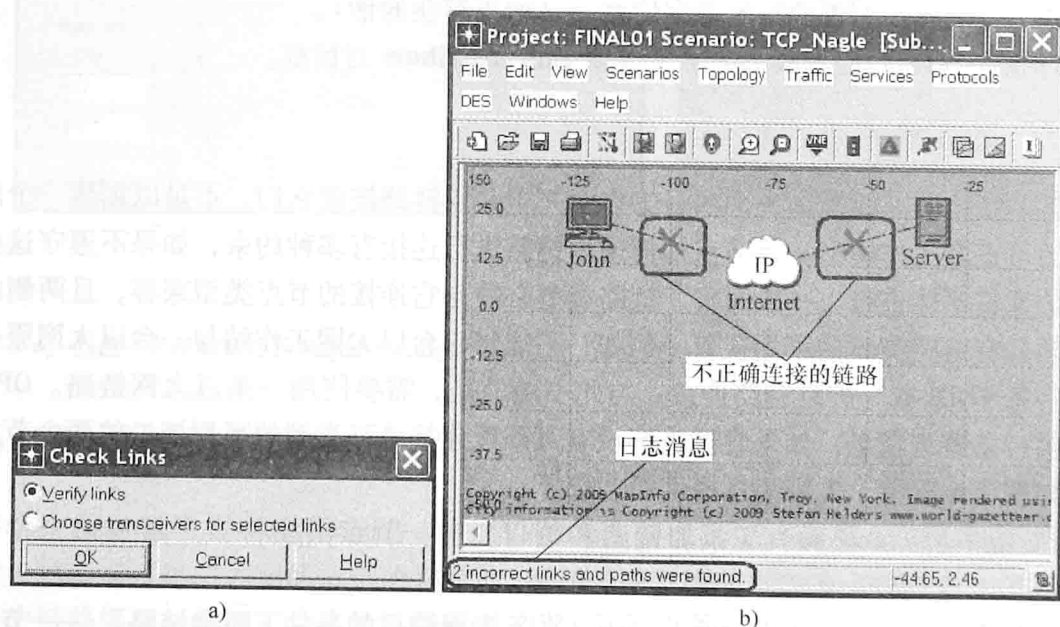 Project: FINAL01 Scenario: TCP_Nagle [Sub...
File Edit View Scenarios Topology Traffic Services Protocols
DES Windows Help
150 -125 -100 -75 -50 -25
25.0
John
Server
12.5
IP
Internet
0.0
-12.5
不正确连接的链路
-25.0
日志消息
-37.5
-50.0
Copyright (c) 2009 MapInfo Corporation, Troy, New York. Image rendered usin
City information is Copyright (c) 2009 Stefan Helders www.world-gazetteer.c
2 incorrect links and paths were found.
-44.65, 2.46
b)
Check Links
Verify links
Choose transceivers for selected links
OK Cancel Help
a)